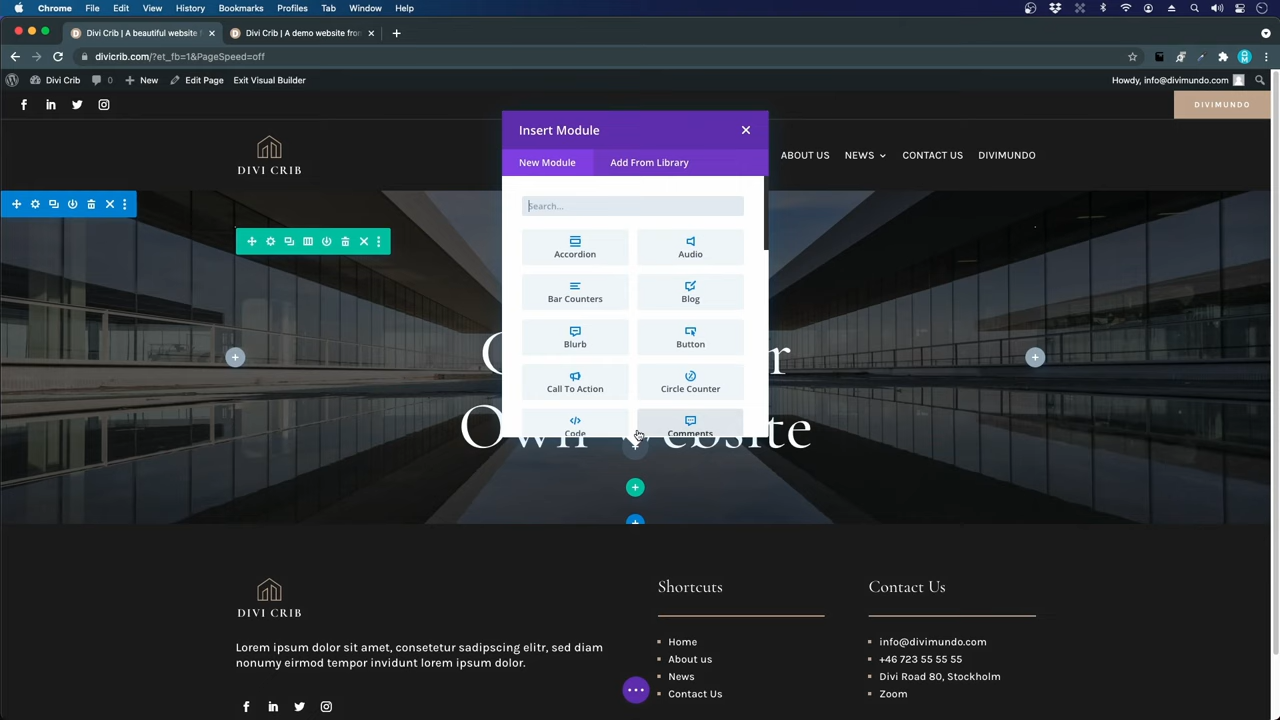 Chrome File Edit View History Bookmarks Profiles Tab Window Help
Divi Crib | A beautiful website
Divi Crib | A demo website from
divicrib.com/?et_fb=1&PageSpeed=off
Divi Crib 0 New Edit Page Exit Visual Builder Howdy, info@divimundo.com
DIVIMUNDO
DIVI CRIB
ABOUT US NEWS CONTACT US DIVIMUNDO
Insert Module
New Module Add From Library
Search...
Accordion Audio
Bar Counters Blog
Blurb Button
Call To Action Circle Counter
Code Comments
DIVI CRIB
Lorem ipsum dolor sit amet, consetetur sadipscing elitr, sed diam
nonumy eirmod tempor invidunt lorem ipsum dolor.
Shortcuts
Home
About us
News
Contact Us
Contact Us
info@divimundo.com
+46 723 55 55 55
Divi Road 80, Stockholm
Zoom